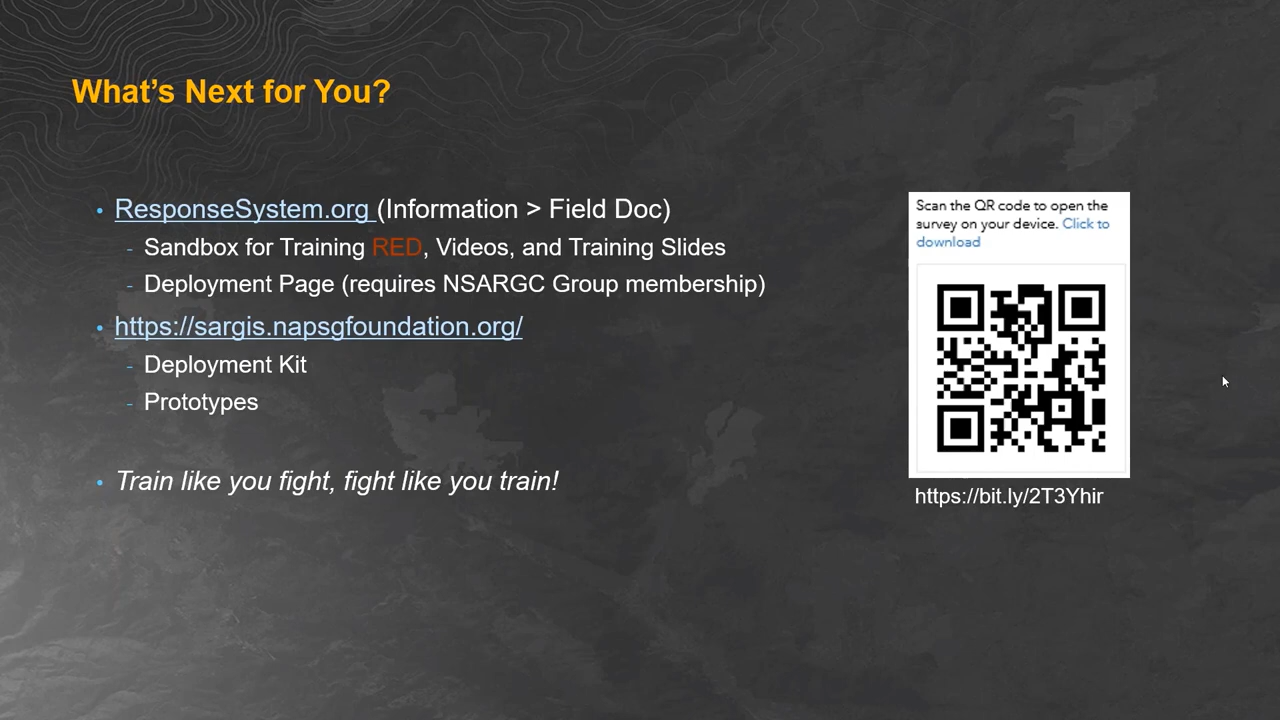 What’s Next for You?
• ResponseSystem.org (Information > Field Doc)
- Sandbox for Training RED, Videos, and Training Slides
- Deployment Page (requires NSARGC Group membership)
• https://sargis.napsgfoundation.org/
- Deployment Kit
- Prototypes
• Train like you fight, fight like you train!
Scan the QR code to open the
survey on your device. Click to
download
https://bit.ly/2T3Yhir